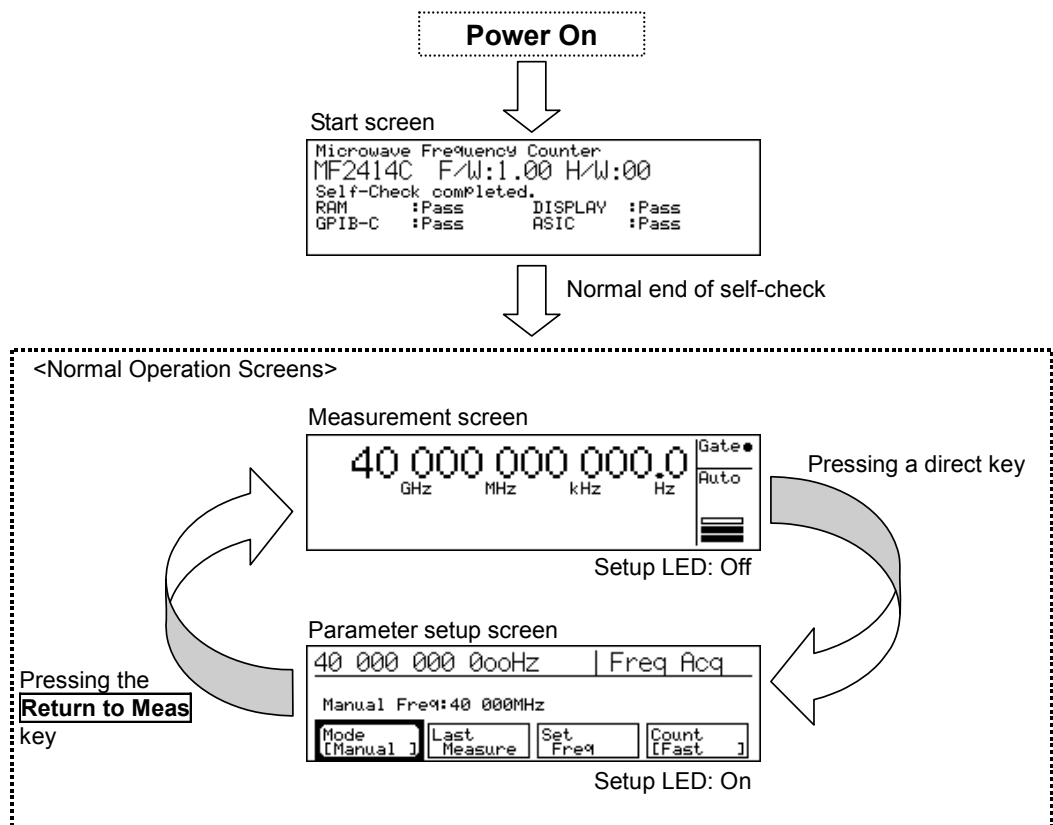 Power On
Start screen
Microwave Frequency Counter
MF2414C F/W:1.00 H/W:00
Self-Check completed.
RAM :Pass DISPLAY :Pass
GPIB-C :Pass ASIC :Pass
Normal end of self-check
<Normal Operation Screens>
Measurement screen
40 000 000 000.0
GHz MHz kHz Hz
Gate
Auto
Pressing a direct key
Setup LED: Off
Parameter setup screen
40 000 000 0ooHz Freq Acq
Manual Freq:40 000MHz
Mode Last Set Count
[Manual ] Measure Freq [Fast ]
Pressing the
Return to Meas
key
Setup LED: On